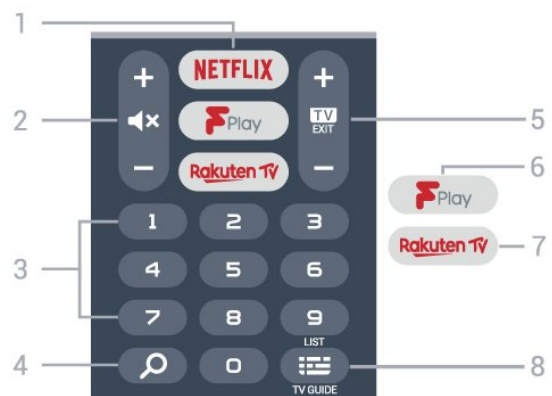 1
NETFLIX
+ +
2
F Play
TV
EXIT
5
Rakuten TV
− −
6
F Play
1 2 3
Rakuten TV
7
3
4 5 6
7 8 9
LIST
4
0
8
TV GUIDE